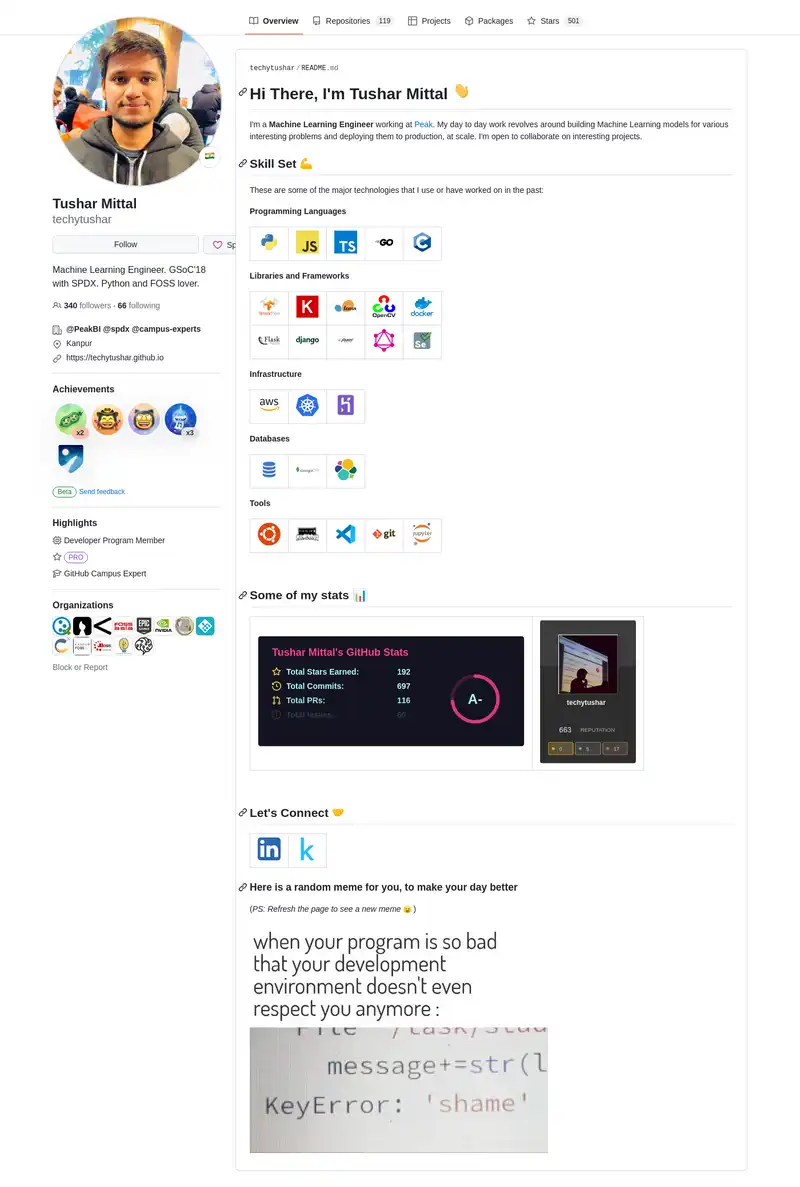 Overview
Repositories 119
Projects
Packages
Stars 501
Tushar Mittal
techytushar
Follow
Sp
Machine Learning Engineer. GSoC'18
with SPDX. Python and FOSS lover.
340 followers · 66 following
@PeakBI @spdx @campus-experts
Kanpur
https://techytushar.github.io
Achievements
x2
x3
Beta Send feedback
Highlights
Developer Program Member
PRO
GitHub Campus Expert
Organizations
FOSS
ASIA
EPIC
NVIDIA
Block or Report
techytushar / README.md
Hi There, I'm Tushar Mittal 👋
I'm a Machine Learning Engineer working at Peak. My day to day work revolves around building Machine Learning models for various
interesting problems and deploying them to production, at scale. I'm open to collaborate on interesting projects.
Skill Set 💪
These are some of the major technologies that I use or have worked on in the past:
Programming Languages
JS
TS
GO
C
Libraries and Frameworks
K
OpenCV
docker
Flask
django
Se
Infrastructure
aws
Databases
Tools
git
jupyter
Some of my stats 📊
Tushar Mittal's GitHub Stats
Total Stars Earned: 192
Total Commits: 697
Total PRs: 116
Total Issues: 60
A-
techytushar
663 REPUTATION
17
Let's Connect 🤝
in
k
Here is a random meme for you, to make your day better
(PS: Refresh the page to see a new meme 😉 )
when your program is so bad
that your development
environment doesn't even
respect you anymore :
File "/task/stud
message+=str(l
KeyError: 'shame'